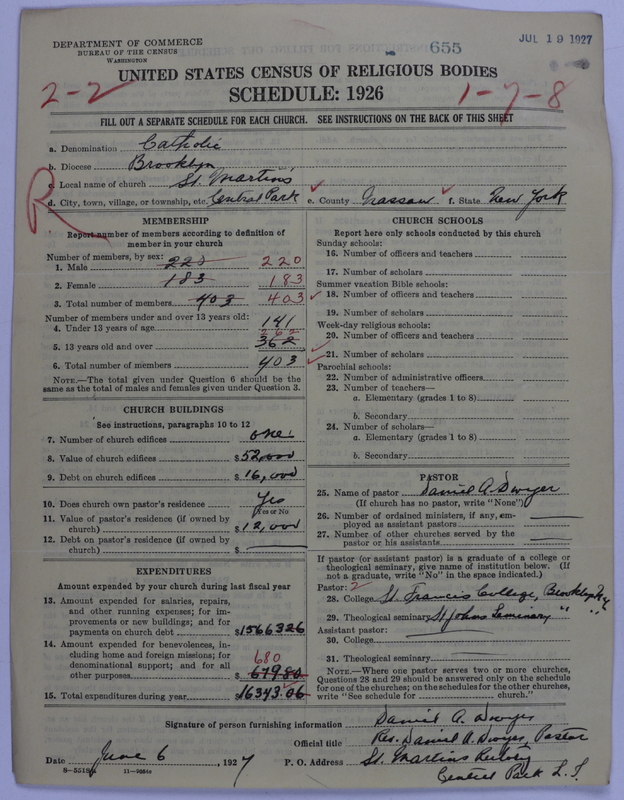 DEPARTMENT OF COMMERCE
BUREAU OF THE CENSUS
WASHINGTON
655
JUL 19 1927
UNITED STATES CENSUS OF RELIGIOUS BODIES
SCHEDULE: 1926
2-2
1-7-8
FILL OUT A SEPARATE SCHEDULE FOR EACH CHURCH. SEE INSTRUCTIONS ON THE BACK OF THIS SHEET
R
a. Denomination Catholic
b. Diocese Brooklyn
c. Local name of church St. Martins
d. City, town, village, or township, etc. Central Park e. County Nassau f. State New York
MEMBERSHIP
Report number of members according to definition of member in your church
Number of members, by sex:
1. Male 220 220
2. Female 183 183
3. Total number of members 403 403
Number of members under and over 13 years old:
4. Under 13 years of age 141
262
5. 13 years old and over 362
6. Total number of members 403
NOTE.—The total given under Question 6 should be the same as the total of males and females given under Question 3.
CHURCH BUILDINGS
See instructions, paragraphs 10 to 12
7. Number of church edifices one
8. Value of church edifices $52,000
9. Debt on church edifices $16,000
10. Does church own pastor's residence Yes
Yes or No
11. Value of pastor's residence (if owned by church) $12,000
12. Debt on pastor's residence (if owned by church) $
EXPENDITURES
Amount expended by your church during last fiscal year
13. Amount expended for salaries, repairs, and other running expenses; for improvements or new buildings; and for payments on church debt $15663 26
14. Amount expended for benevolences, including home and foreign missions; for denominational support; and for all other purposes $ 679 80
680
15. Total expenditures during year $16343.06
CHURCH SCHOOLS
Report here only schools conducted by this church
Sunday schools:
16. Number of officers and teachers
17. Number of scholars
Summer vacation Bible schools:
18. Number of officers and teachers
19. Number of scholars
Week-day religious schools:
20. Number of officers and teachers
21. Number of scholars
Parochial schools:
22. Number of administrative officers
23. Number of teachers—
a. Elementary (grades 1 to 8)
b. Secondary
24. Number of scholars—
a. Elementary (grades 1 to 8)
b. Secondary
PASTOR
25. Name of pastor Daniel A. Dwyer
(If church has no pastor, write "None")
26. Number of ordained ministers, if any, employed as assistant pastors
27. Number of other churches served by the pastor or his assistants
If pastor (or assistant pastor) is a graduate of a college or theological seminary, give name of institution below. (If not a graduate, write "No" in the space indicated.)
Pastor: 2
28. College St. Francis College, Brooklyn N.Y.
29. Theological seminary St Johns Seminary " "
Assistant pastor:
30. College
31. Theological seminary
NOTE.—Where one pastor serves two or more churches, Questions 28 and 29 should be answered only on the schedule for one of the churches; on the schedules for the other churches, write "See schedule for church."
Signature of person furnishing information Daniel A. Dwyer
Official title Rev. Daniel A. Dwyer, Pastor
Date June 6, 1927 P. O. Address St. Martins Rectory
Central Park L. I.